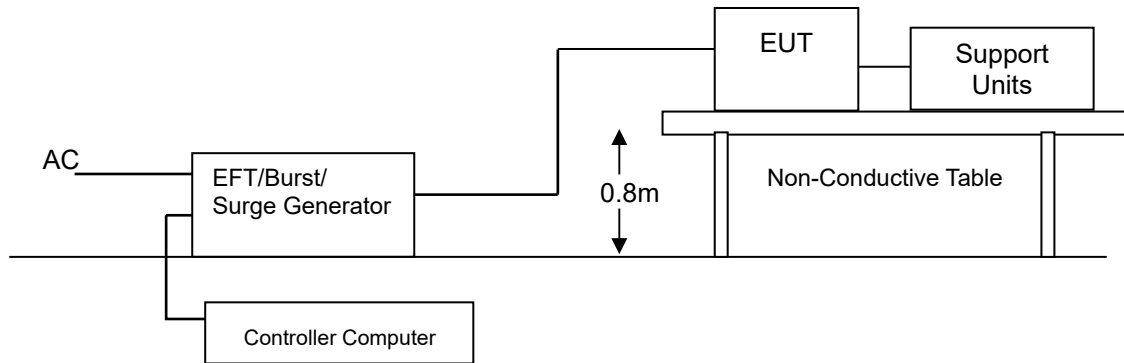 EUT
Support
Units
AC
EFT/Burst/
Surge Generator
0.8m
Non-Conductive Table
Controller Computer